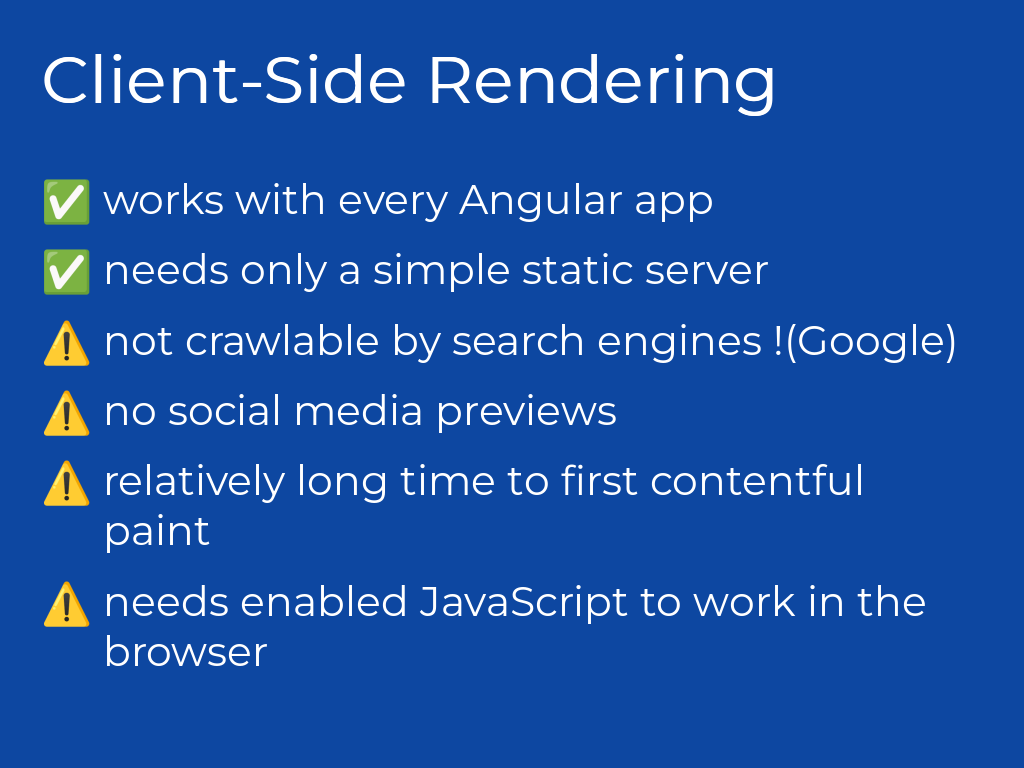 Client-Side Rendering
✅ works with every Angular app
✅ needs only a simple static server
⚠️ not crawlable by search engines !(Google)
⚠️ no social media previews
⚠️ relatively long time to first contentful
paint
⚠️ needs enabled JavaScript to work in the
browser